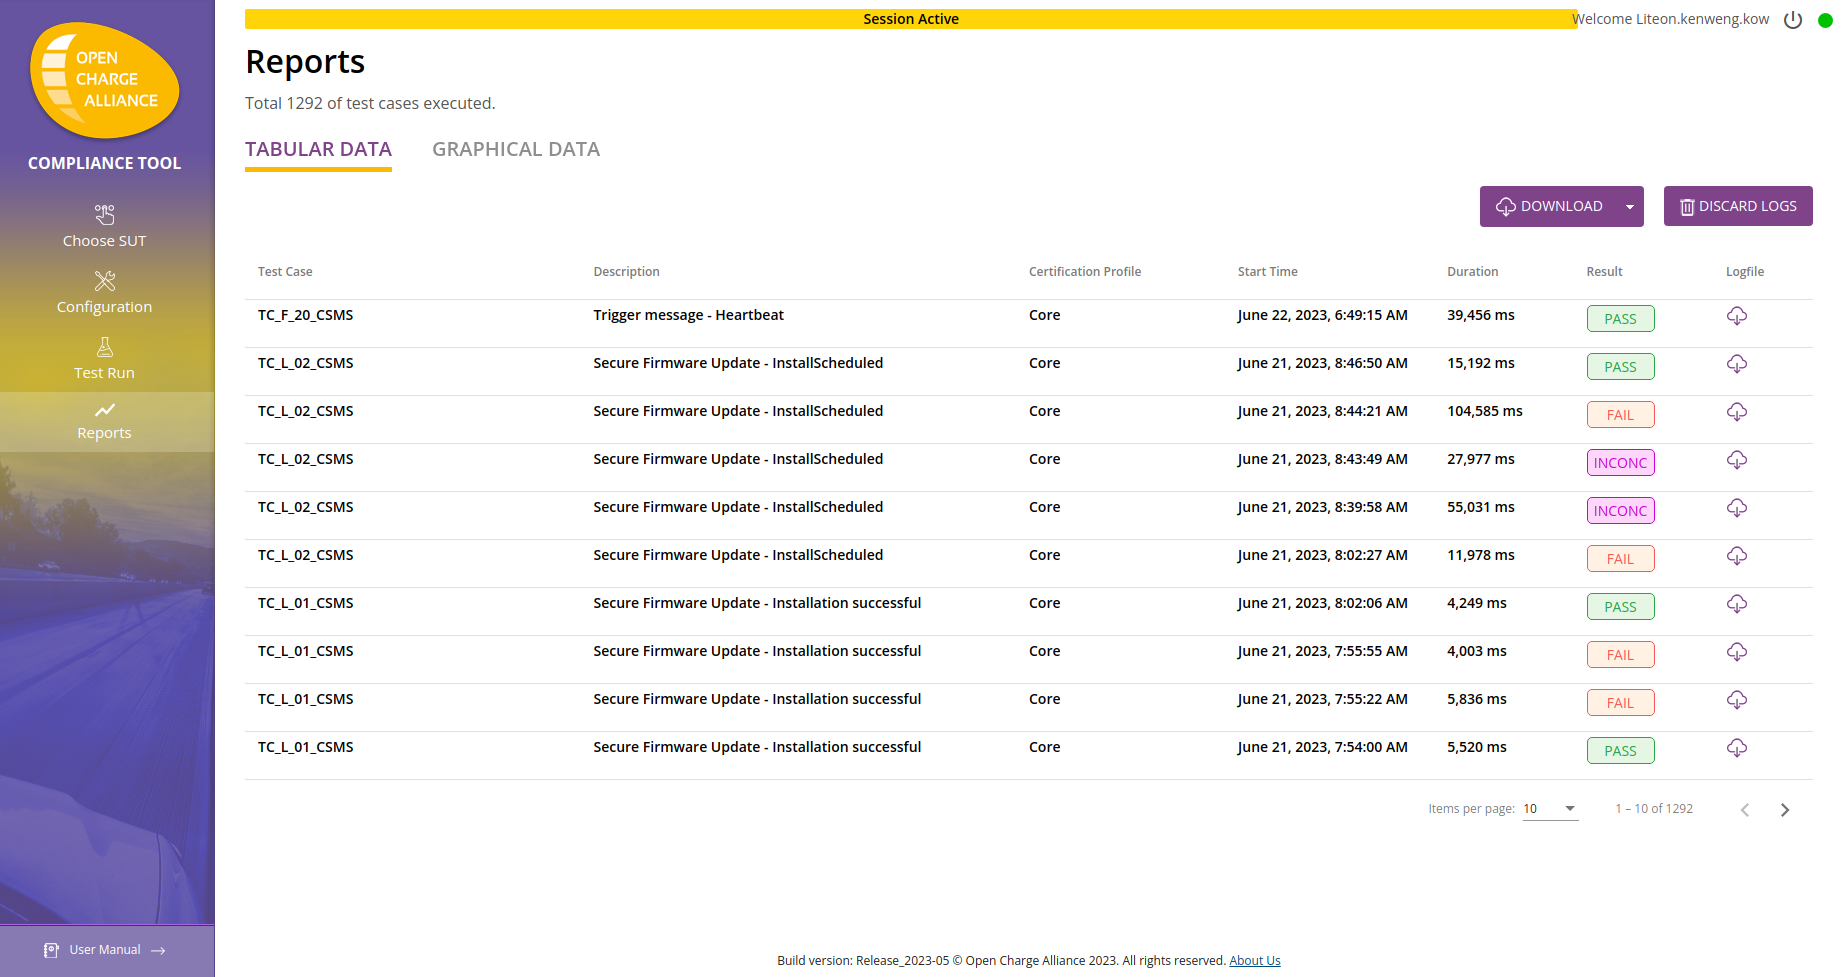 OPEN
CHARGE
ALLIANCE
COMPLIANCE TOOL
Choose SUT
Configuration
Test Run
Reports
User Manual
Session Active
Welcome Liteon.kenweng.kow
Reports
Total 1292 of test cases executed.
TABULAR DATA GRAPHICAL DATA
DOWNLOAD DISCARD LOGS
Test Case Description Certification Profile Start Time Duration Result Logfile
TC_F_20_CSMS Trigger message - Heartbeat Core June 22, 2023, 6:49:15 AM 39,456 ms PASS
TC_L_02_CSMS Secure Firmware Update - InstallScheduled Core June 21, 2023, 8:46:50 AM 15,192 ms PASS
TC_L_02_CSMS Secure Firmware Update - InstallScheduled Core June 21, 2023, 8:44:21 AM 104,585 ms FAIL
TC_L_02_CSMS Secure Firmware Update - InstallScheduled Core June 21, 2023, 8:43:49 AM 27,977 ms INCONC
TC_L_02_CSMS Secure Firmware Update - InstallScheduled Core June 21, 2023, 8:39:58 AM 55,031 ms INCONC
TC_L_02_CSMS Secure Firmware Update - InstallScheduled Core June 21, 2023, 8:02:27 AM 11,978 ms FAIL
TC_L_01_CSMS Secure Firmware Update - Installation successful Core June 21, 2023, 8:02:06 AM 4,249 ms PASS
TC_L_01_CSMS Secure Firmware Update - Installation successful Core June 21, 2023, 7:55:55 AM 4,003 ms FAIL
TC_L_01_CSMS Secure Firmware Update - Installation successful Core June 21, 2023, 7:55:22 AM 5,836 ms FAIL
TC_L_01_CSMS Secure Firmware Update - Installation successful Core June 21, 2023, 7:54:00 AM 5,520 ms PASS
Items per page: 10 1 – 10 of 1292
Build version: Release_2023-05 © Open Charge Alliance 2023. All rights reserved. About Us